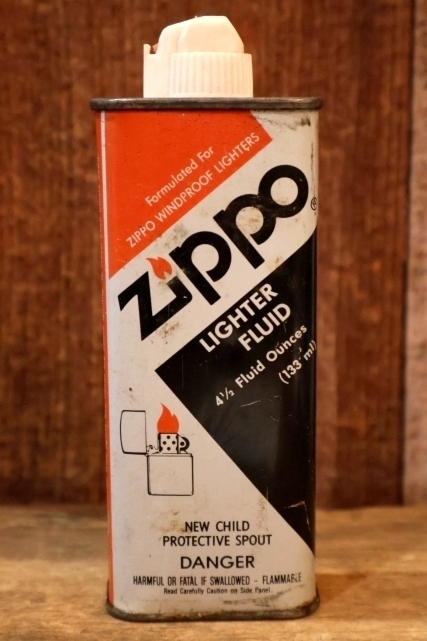 Formulated For
ZIPPO WINDPROOF LIGHTERS
Zippo®
LIGHTER
FLUID
4½ Fluid Ounces
(133 ml)
NEW CHILD
PROTECTIVE SPOUT
DANGER
HARMFUL OR FATAL IF SWALLOWED - FLAMMABLE
Read Carefully Caution on Side Panel.